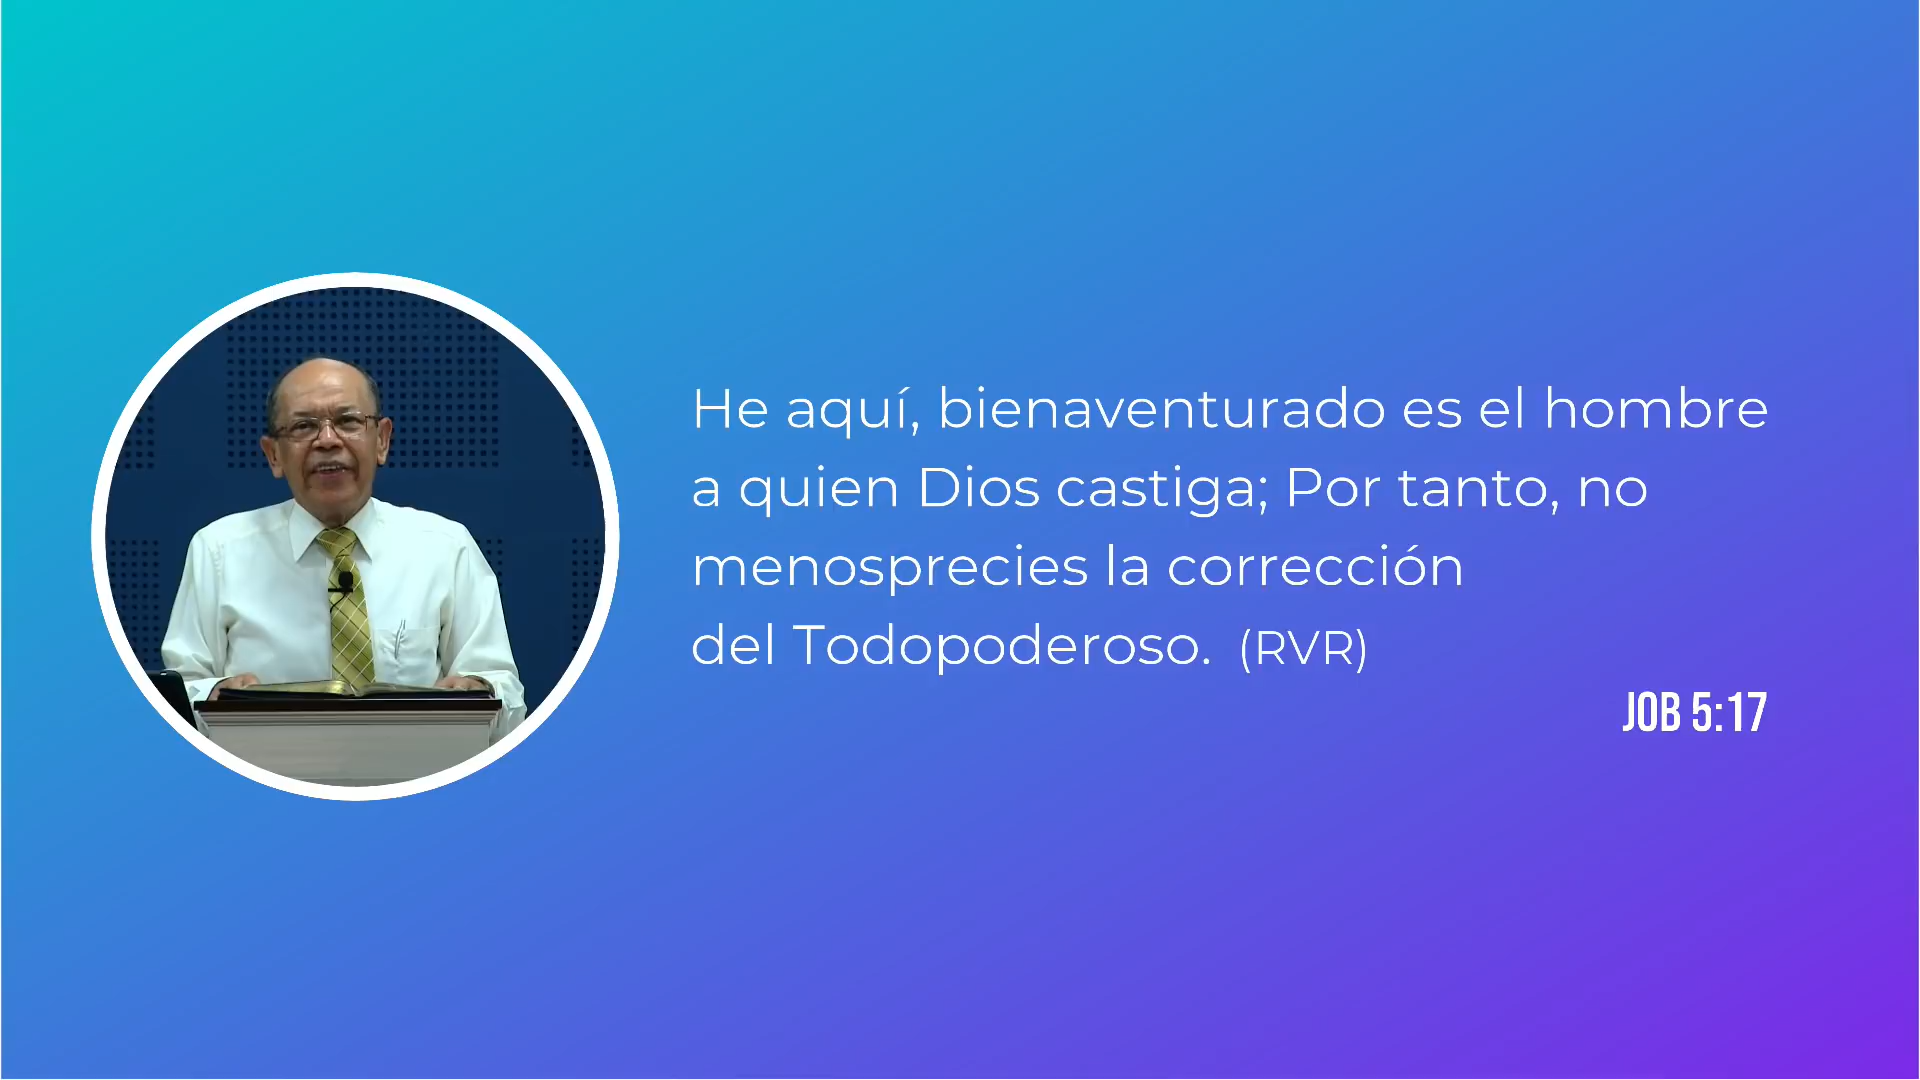 He aquí, bienaventurado es el hombre
a quien Dios castiga; Por tanto, no
menosprecies la corrección
del Todopoderoso. (RVR)
JOB 5:17